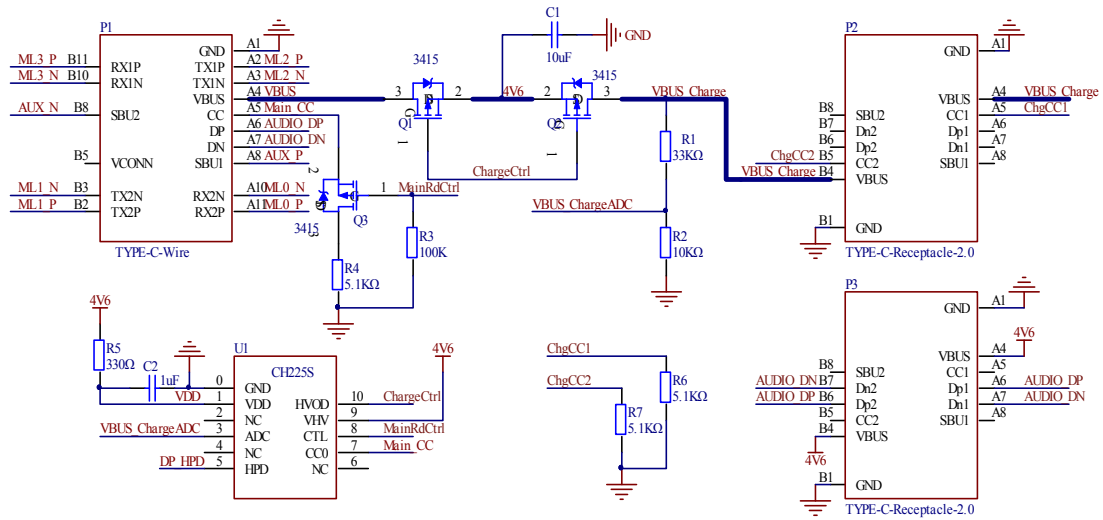 P1
GND A1
ML3_P B11 RX1P TX1P A2 ML2_P
ML3_N B10 RX1N TX1N A3 ML2_N
VBUS A4 VBUS
AUX_N B8 SBU2 CC A5 Main_CC
DP A6 AUDIO_DP
DN A7 AUDIO_DN
B5 VCONN SBU1 A8 AUX_P
ML1_N B3 TX2N RX2N A10 ML0_N
ML1_P B2 TX2P RX2P A11 ML0_P
TYPE-C-Wire
C1
10uF
GND
3415
3 2
G
1
Q1
4V6
3415
2 3
1
Q2
VBUS_Charge
ChargeCtrl
R1
33KΩ
VBUS_ChargeADC
R2
10KΩ
VBUS_Charge
2
1 MainRdCtrl
3415
3
Q3
R3
100K
R4
5.1KΩ
P2
GND A1
VBUS A4 VBUS_Charge
B8 SBU2 CC1 A5 ChgCC1
B7 Dn2 Dp1 A6
B6 Dp2 Dn1 A7
ChgCC2 B5 CC2 SBU1 A8
VBUS_Charge B4 VBUS
B1 GND
TYPE-C-Receptacle-2.0
4V6
R5
330Ω
C2
1uF
VDD
U1
CH225S
0 GND
1 VDD HVOD 10 ChargeCtrl
2 NC VHV 9
4V6
VBUS_ChargeADC 3 ADC CTL 8 MainRdCtrl
4 NC CC0 7 Main_CC
DP_HPD 5 HPD NC 6
ChgCC1
ChgCC2
R6
5.1KΩ
R7
5.1KΩ
P3
GND A1
4V6
VBUS A4
B8 SBU2 CC1 A5
AUDIO_DN B7 Dn2 Dp1 A6 AUDIO_DP
AUDIO_DP B6 Dp2 Dn1 A7 AUDIO_DN
B5 CC2 SBU1 A8
B4 VBUS
4V6
B1 GND
TYPE-C-Receptacle-2.0